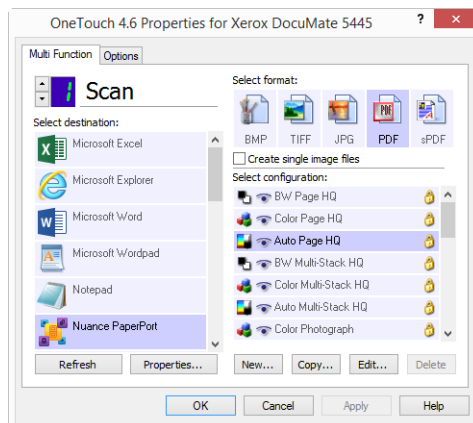 OneTouch 4.6 Properties for Xerox DocuMate 5445
Multi Function
Options
1 Scan
Select destination:
Microsoft Excel
Microsoft Explorer
Microsoft Word
Microsoft Wordpad
Notepad
Nuance PaperPort
Refresh
Properties...
Select format:
BMP TIFF JPG PDF sPDF
Create single image files
Select configuration:
BW Page HQ
Color Page HQ
Auto Page HQ
BW Multi-Stack HQ
Color Multi-Stack HQ
Auto Multi-Stack HQ
Color Photograph
New... Copy... Edit... Delete
OK Cancel Apply Help